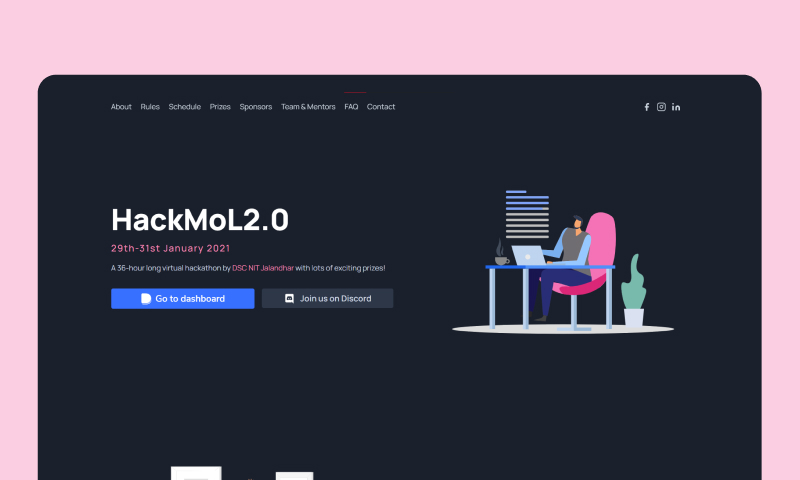 About Rules Schedule Prizes Sponsors Team & Mentors FAQ Contact
HackMoL2.0
29th-31st January 2021
A 36-hour long virtual hackathon by DSC NIT Jalandhar with lots of exciting prizes!
Go to dashboard Join us on Discord